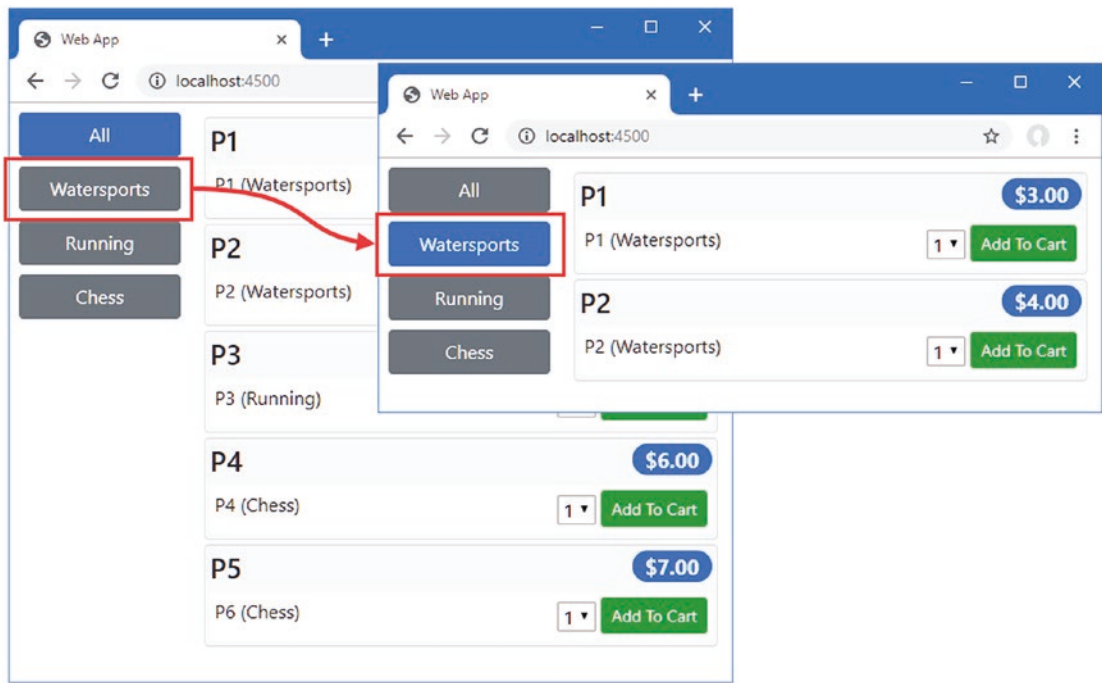 Web App
localhost:4500
All
Watersports
Running
Chess
P1
P1 (Watersports)
P2
P2 (Watersports)
P3
P3 (Running)
P4 $6.00
P4 (Chess) 1 Add To Cart
P5 $7.00
P6 (Chess) 1 Add To Cart
Web App
localhost:4500
All
Watersports
Running
Chess
P1 $3.00
P1 (Watersports) 1 Add To Cart
P2 $4.00
P2 (Watersports) 1 Add To Cart